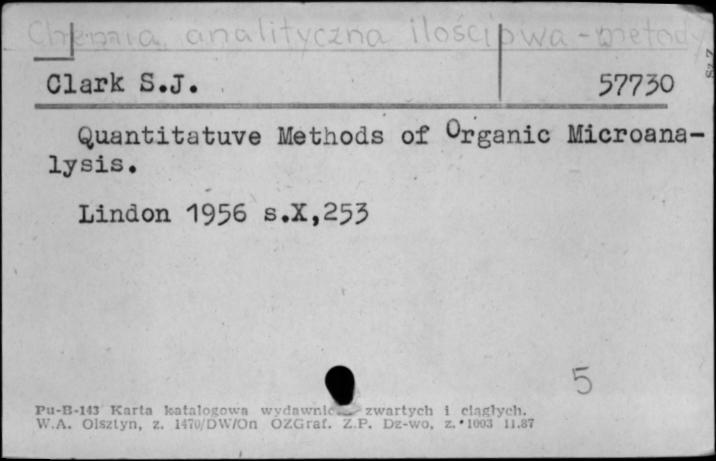 Chemia analityczna ilościowa - metody
Clark S.J. 57730
Quantitatuve Methods of Organic Microana-
lysis.
Lindon 1956 s.X,253
5
Pu-B-143 Karta katalogowa zwartych i ciągłych.
W.A. Olsztyn, z. 1470/DW/On OZGraf. Z.P. Dz-wo, z. 1003 11.87